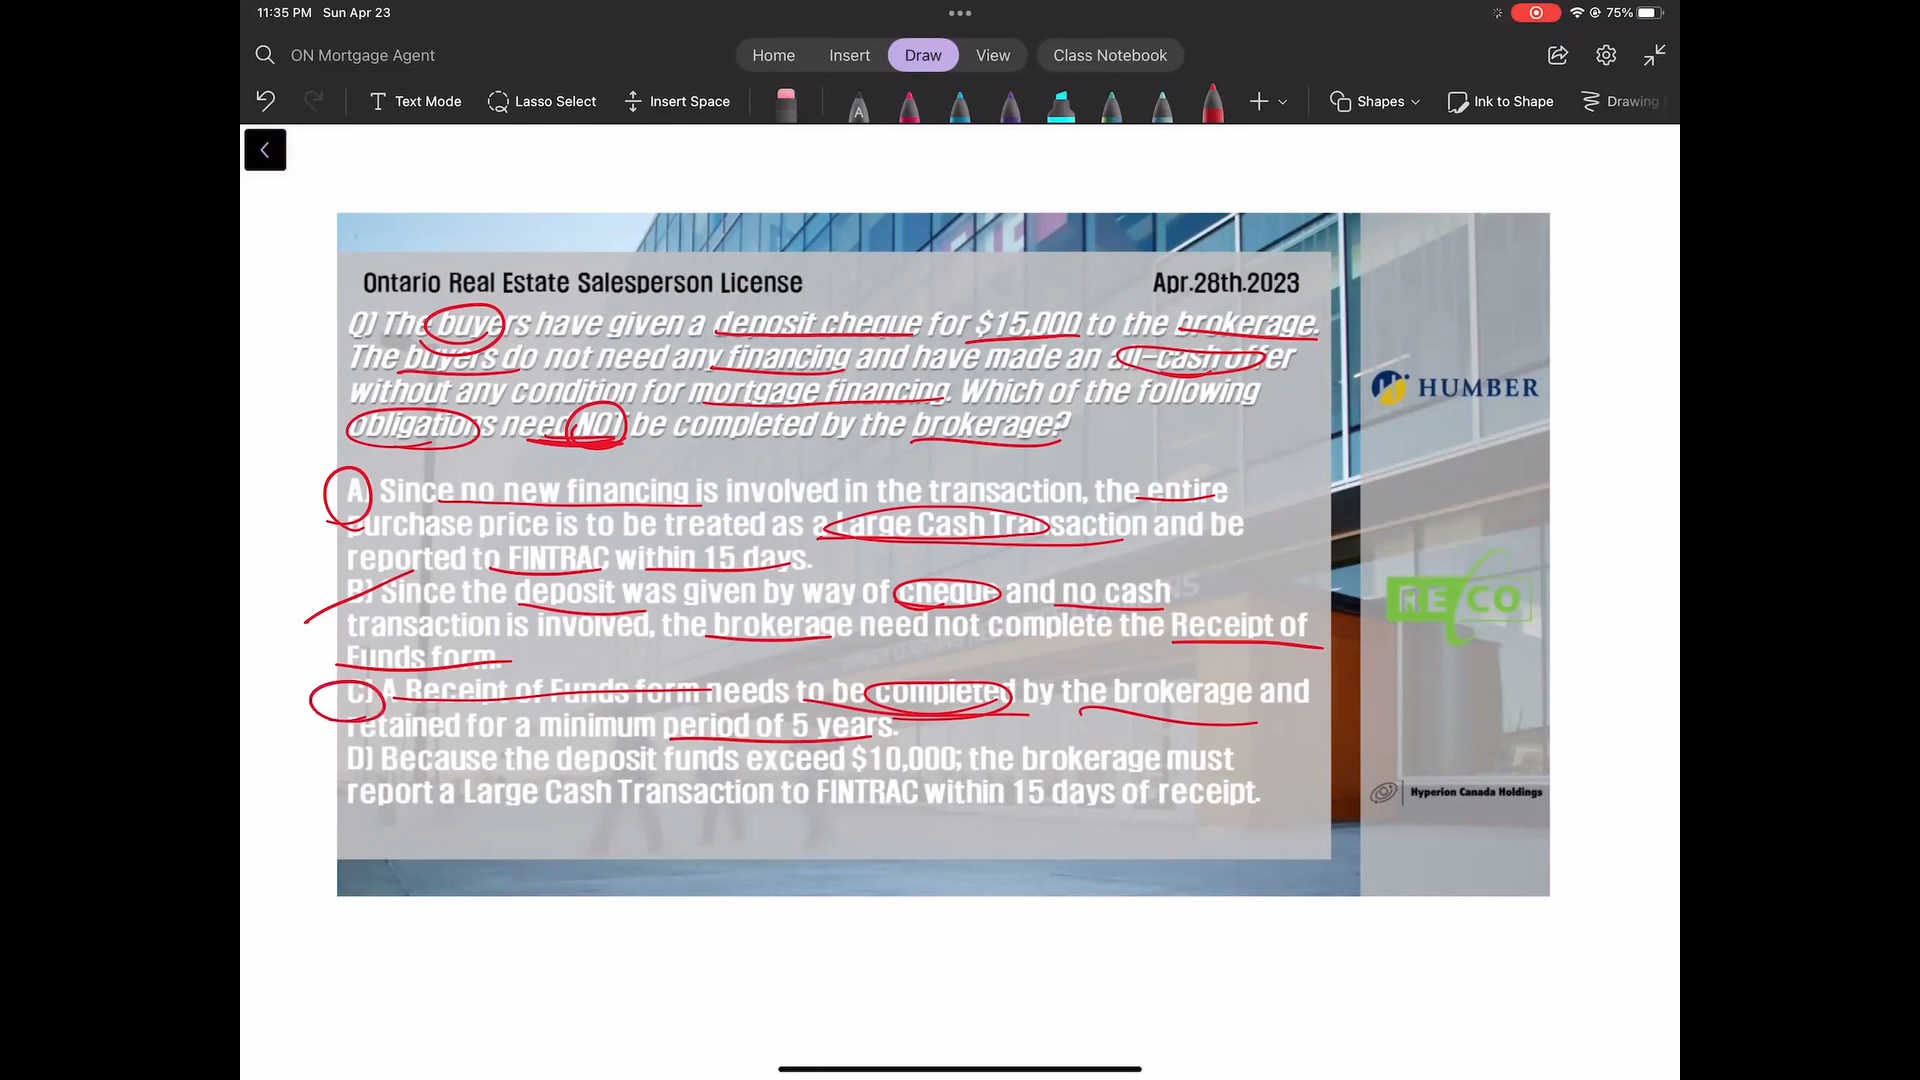 11:35 PM Sun Apr 23
75%
ON Mortgage Agent
Home Insert Draw View Class Notebook
Text Mode Lasso Select Insert Space
A
Shapes Ink to Shape Drawing
Ontario Real Estate Salesperson License Apr.28th.2023
Q) The buyers have given a deposit cheque for $15,000 to the brokerage.
The buyers do not need any financing and have made an all-cash offer
without any condition for mortgage financing. Which of the following
obligations need NOT be completed by the brokerage?
A) Since no new financing is involved in the transaction, the entire
purchase price is to be treated as a Large Cash Transaction and be
reported to FINTRAC within 15 days.
B) Since the deposit was given by way of cheque and no cash
transaction is involved, the brokerage need not complete the Receipt of
Funds form.
C) A Receipt of Funds form needs to be completed by the brokerage and
retained for a minimum period of 5 years.
D) Because the deposit funds exceed $10,000; the brokerage must
report a Large Cash Transaction to FINTRAC within 15 days of receipt.
HUMBER
RECO
Hyperion Canada Holdings